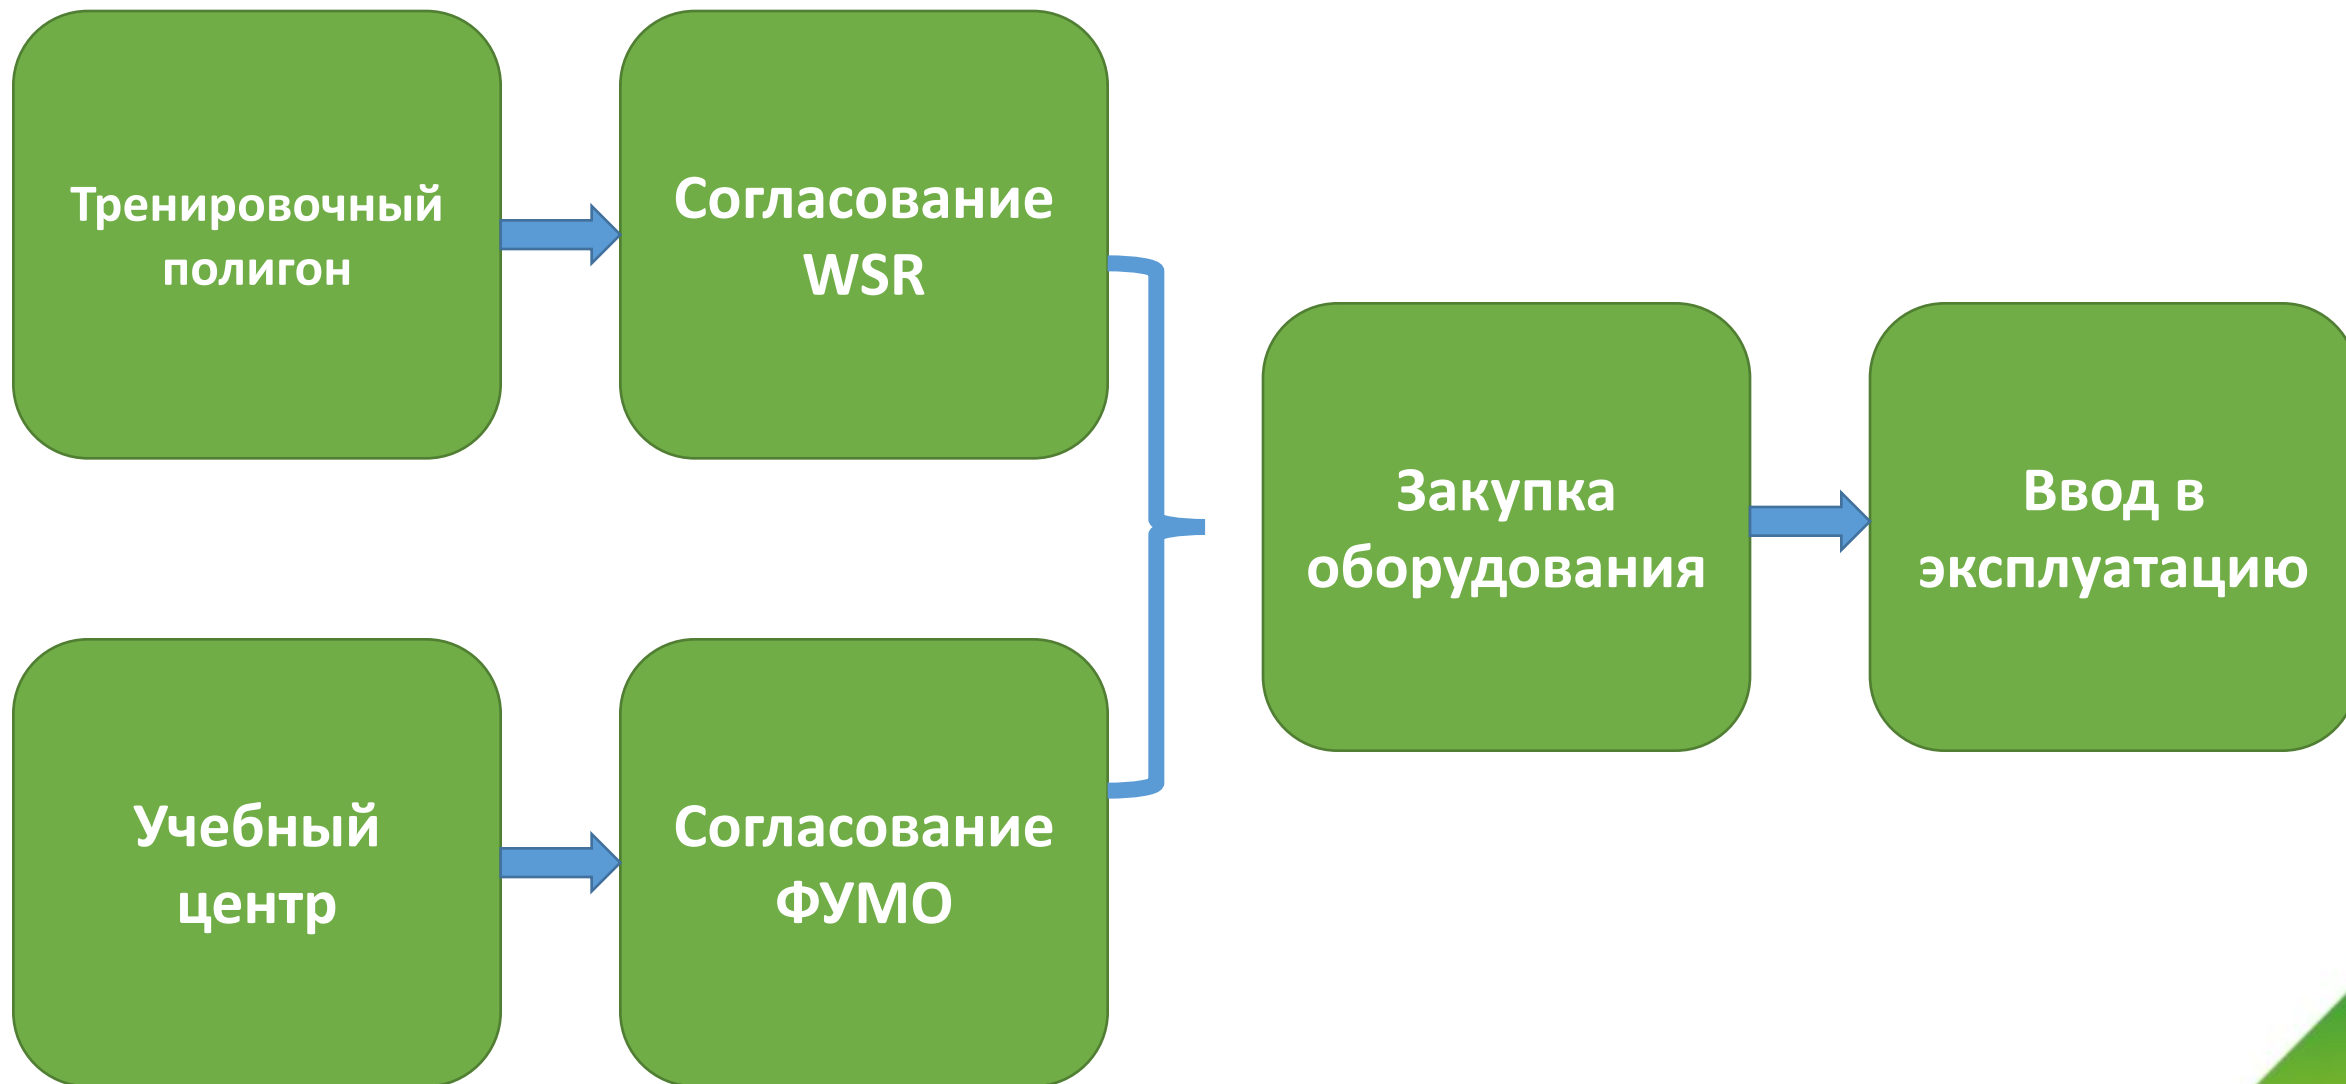 Тренировочный
полигон
Согласование
WSR
Закупка
оборудования
Ввод в
эксплуатацию
Учебный
центр
Согласование
ФУМО